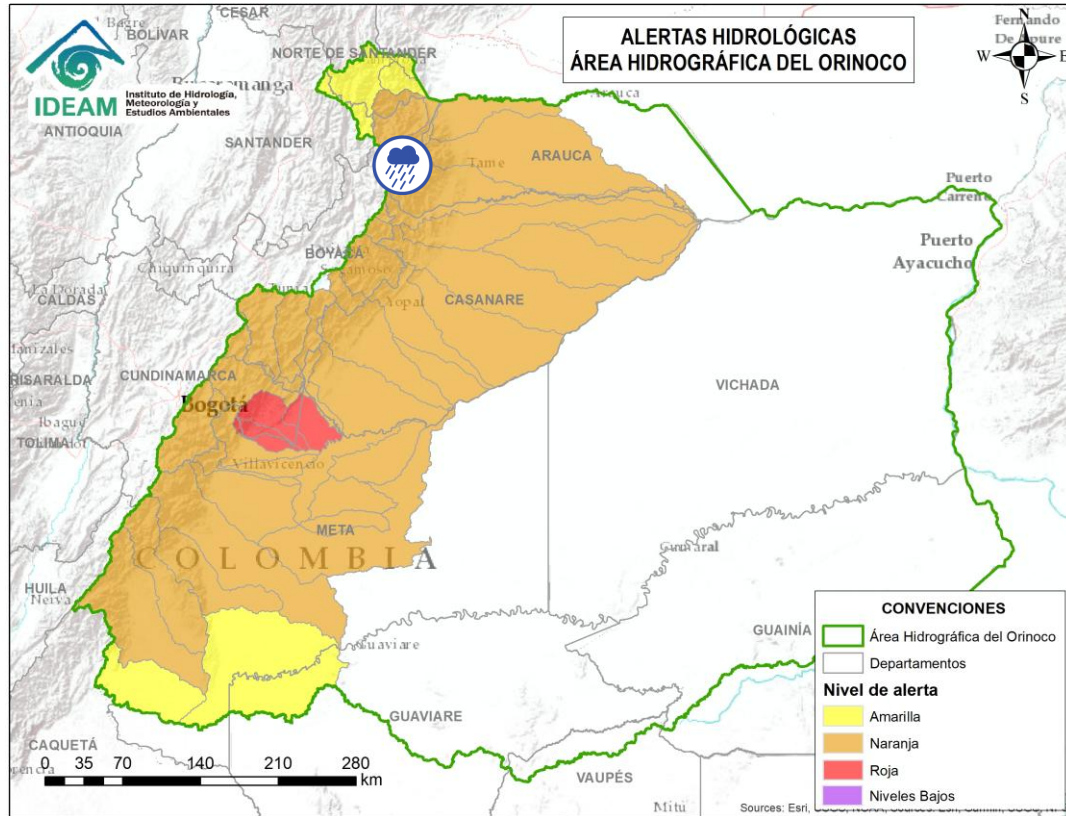 ALERTAS HIDROLÓGICAS
ÁREA HIDROGRÁFICA DEL ORINOCO
N
W E
S
IDEAM
Instituto de Hidrología,
Meteorología y
Estudios Ambientales
CESAR
BOLÍVAR
NORTE DE SANTANDER
ANTIOQUIA
SANTANDER
Arauca
ARAUCA
Tame
Puerto
Carreño
Puerto
Ayacucho
BOYACÁ
Chiquinquira
La Dorada
CALDAS
Yopal
CASANARE
VICHADA
CUNDINAMARCA
RISARALDA
Bogotá
Ibagué
TOLIMA
Villavicencio
META
COLOMBIA
HUILA
Neiva
Guaviare
GUAINÍA
GUAVIARE
CAQUETÁ
VAUPÉS
Mitú
0 35 70 140 210 280
km
CONVENCIONES
Área Hidrográfica del Orinoco
Departamentos
Nivel de alerta
Amarilla
Naranja
Roja
Niveles Bajos
Sources: Esri,